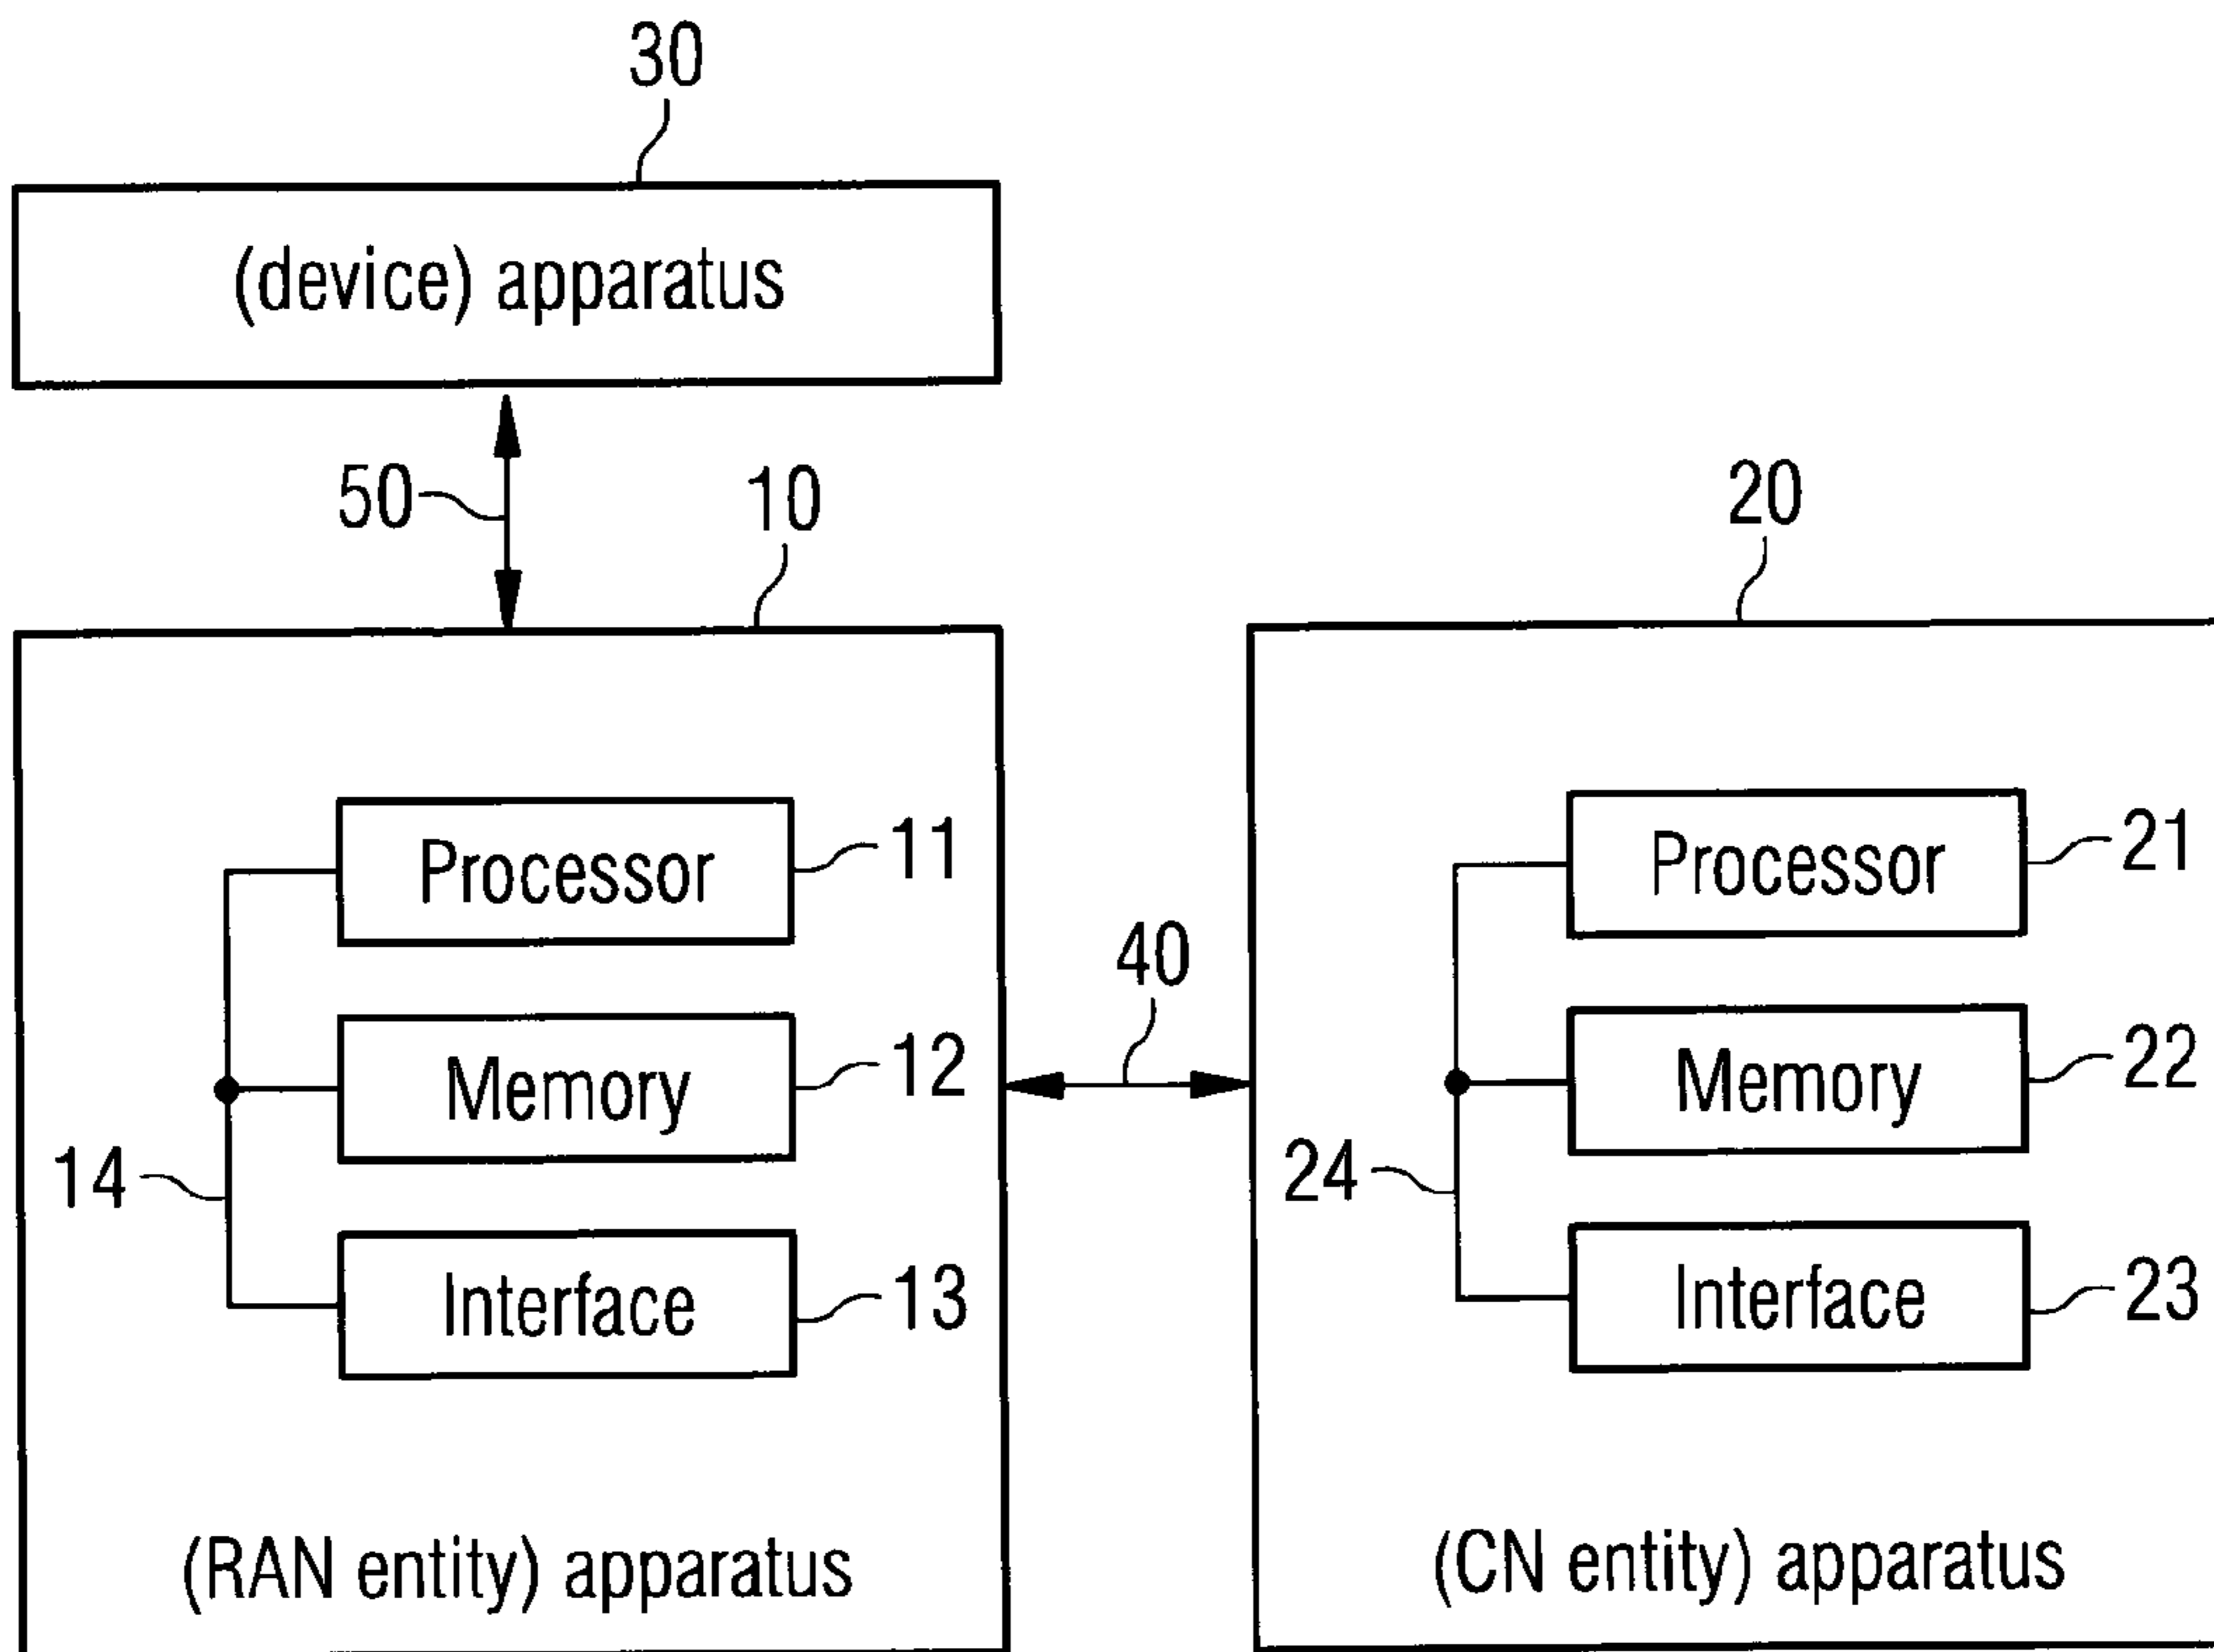 30
(device) apparatus
50
10
20
Processor
11
Processor
21
40
Memory
12
Memory
22
14
24
Interface
13
Interface
23
(RAN entity) apparatus
(CN entity) apparatus